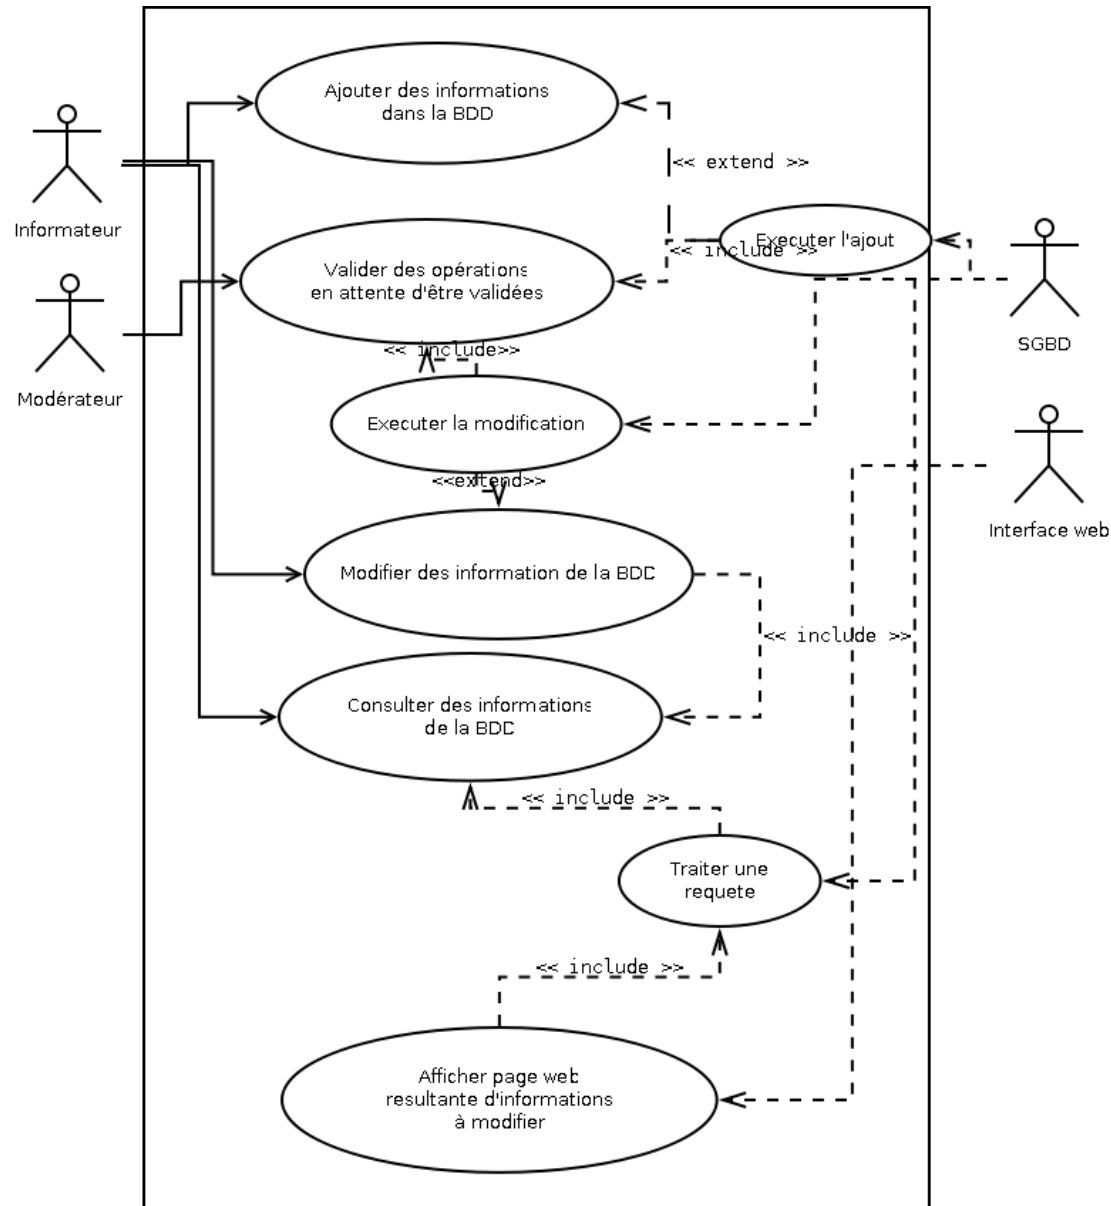 Ajouter des informations
dans la BDD
Informateur
<< extend >>
Executer l'ajout
<< include >>
Valider des opérations
en attente d'être validées
Modérateur
SGBD
<< include>>
Executer la modification
<<extend>>
Interface web
Modifier des information de la BDD
<< include >>
Consulter des informations
de la BDD
<< include >>
Traiter une
requete
<< include >>
Afficher page web
resultante d'informations
à modifier